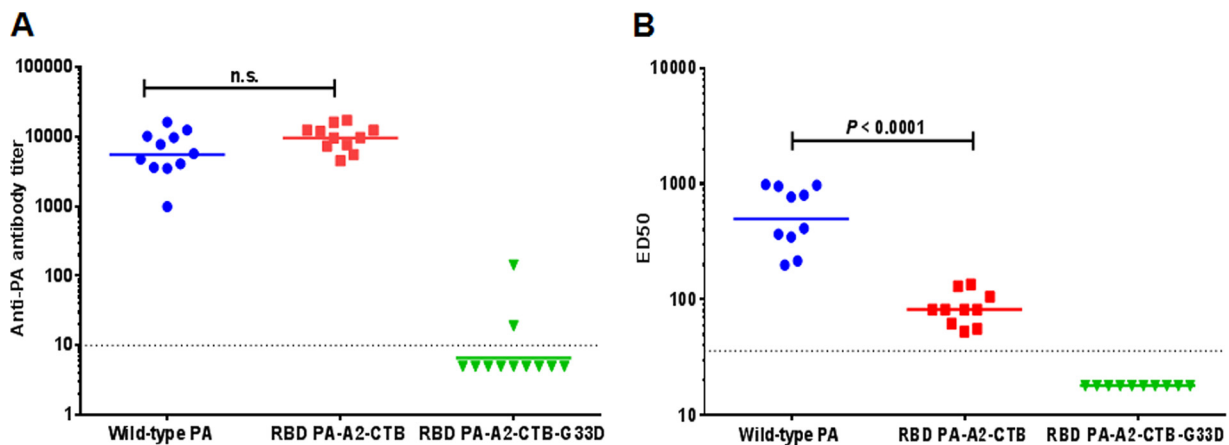 A
B
100000
10000
1000
100
10
1
Anti-PA antibody titer
n.s.
Wild-type PA
RBD PA-A2-CTB
RBD PA-A2-CTB-G33D
10000
1000
100
10
ED50
P < 0.0001
Wild-type PA
RBD PA-A2-CTB
RBD PA-A2-CTB-G33D